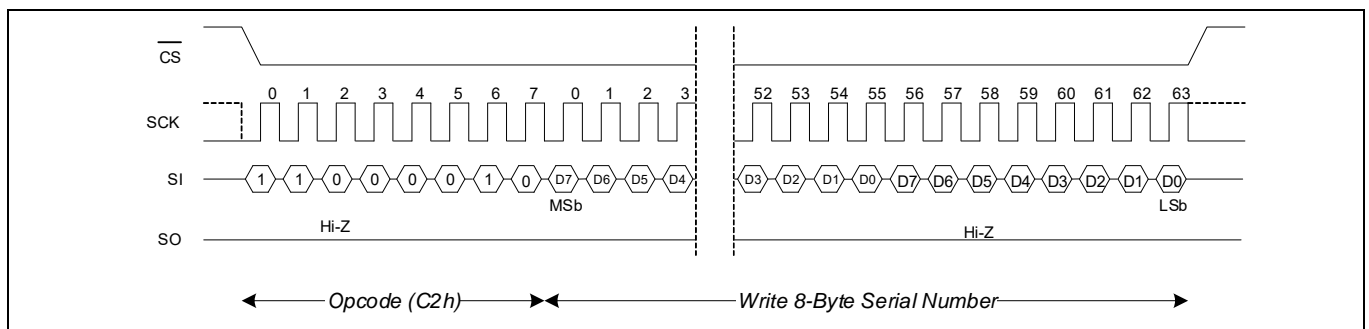 CS
0 1 2 3 4 5 6 7 0 1 2 3 52 53 54 55 56 57 58 59 60 61 62 63
SCK
SI 1 1 0 0 0 0 1 0 D7 D6 D5 D4 D3 D2 D1 D0 D7 D6 D5 D4 D3 D2 D1 D0
MSb LSb
Hi-Z Hi-Z
SO
Opcode (C2h) Write 8-Byte Serial Number